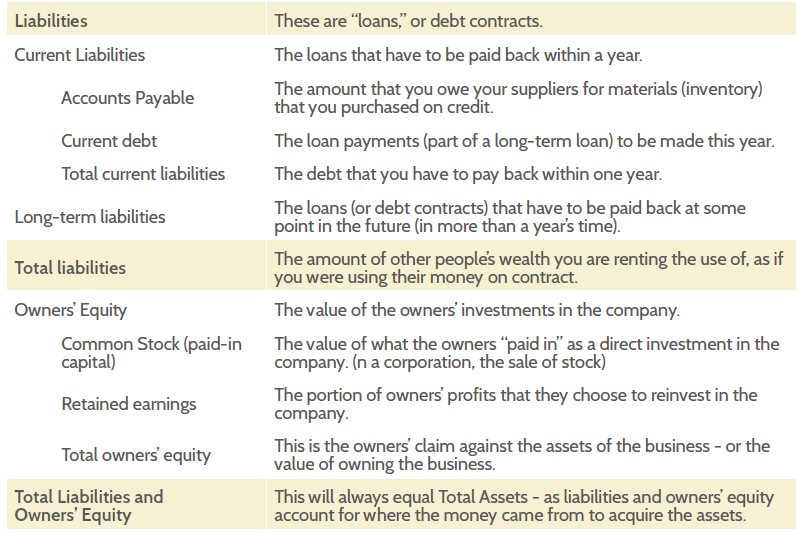 Liabilities
These are “loans,” or debt contracts.
Current Liabilities
The loans that have to be paid back within a year.
Accounts Payable
The amount that you owe your suppliers for materials (inventory)
that you purchased on credit.
Current debt
The loan payments (part of a long-term loan) to be made this year.
Total current liabilities
The debt that you have to pay back within one year.
Long-term liabilities
The loans (or debt contracts) that have to be paid back at some
point in the future (in more than a year’s time).
Total liabilities
The amount of other people’s wealth you are renting the use of, as if
you were using their money on contract.
Owners’ Equity
The value of the owners’ investments in the company.
Common Stock (paid-in
capital)
The value of what the owners “paid in” as a direct investment in the
company. (n a corporation, the sale of stock)
Retained earnings
The portion of owners’ profits that they choose to reinvest in the
company.
Total owners’ equity
This is the owners’ claim against the assets of the business - or the
value of owning the business.
Total Liabilities and
Owners’ Equity
This will always equal Total Assets - as liabilities and owners’ equity
account for where the money came from to acquire the assets.